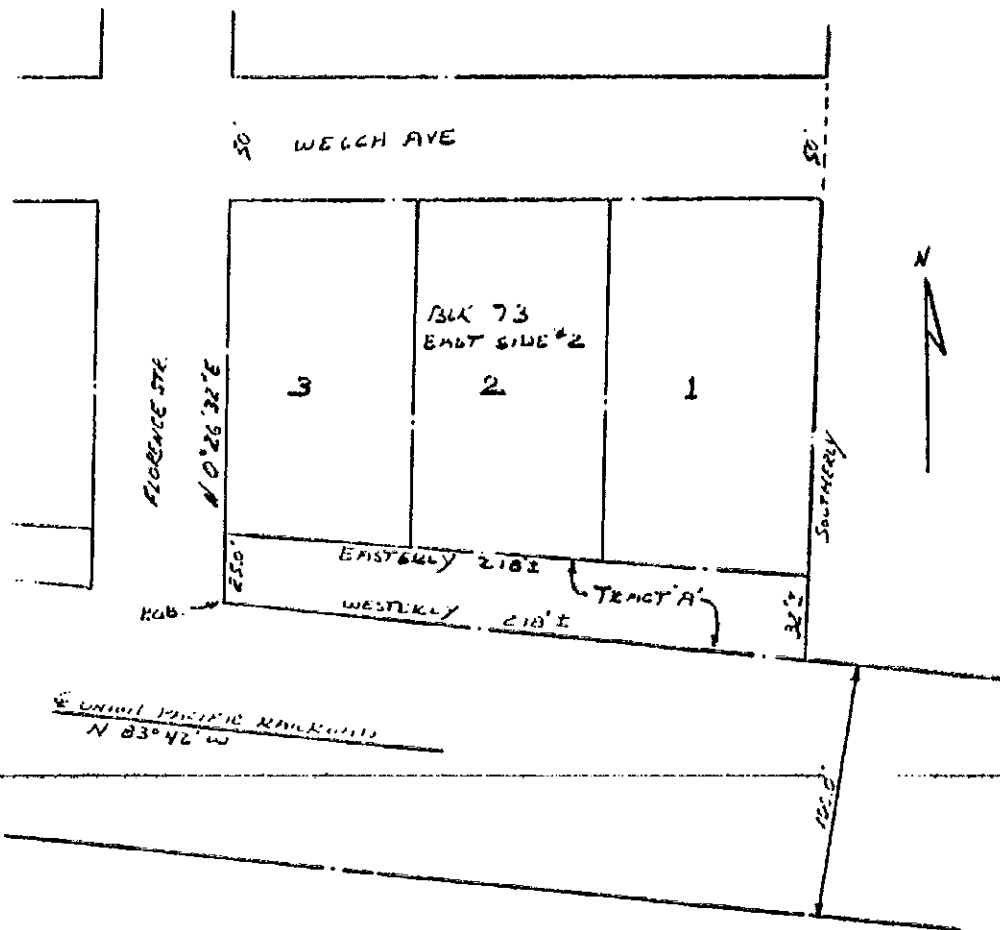 50' WELCH AVE 50'
N
BLK 73
EAST SIDE #2
3 2 1
FLORENCE STR.
N 0° 26' 32" E
SOUTHERLY
25.0'
EASTERLY 218'±
TRACT 'A'
WESTERLY 218'±
32'±
P.O.B.
℄ UNION PACIFIC RAILROAD
N 83° 42' W